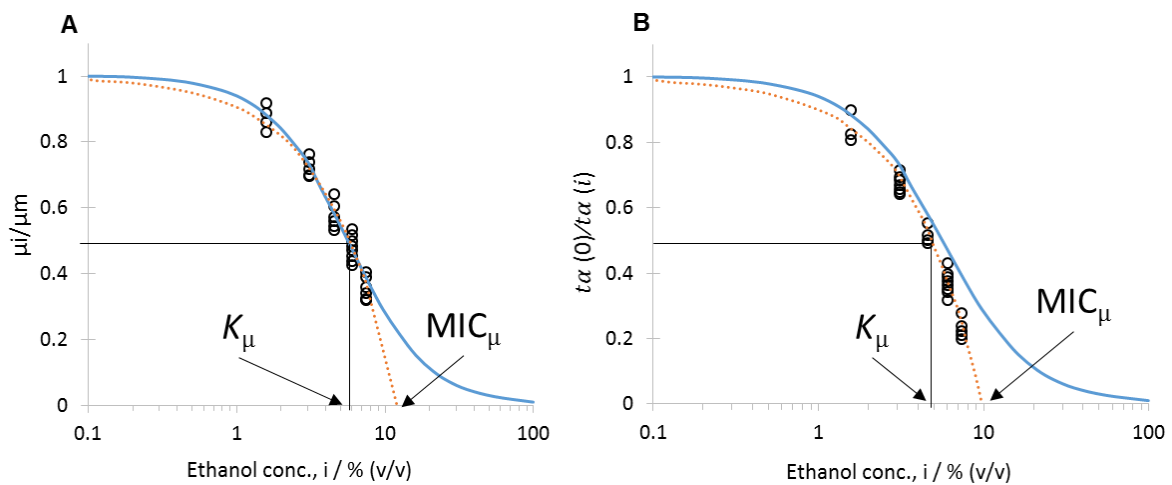 A
1
0.8
0.6
0.4
0.2
0
μi/μm
Kμ
MICμ
0.1 1 10 100
Ethanol conc., i / % (v/v)
B
1
0.8
0.6
0.4
0.2
0
tα (0)/tα (i)
Kμ
MICμ
0.1 1 10 100
Ethanol conc., i / % (v/v)